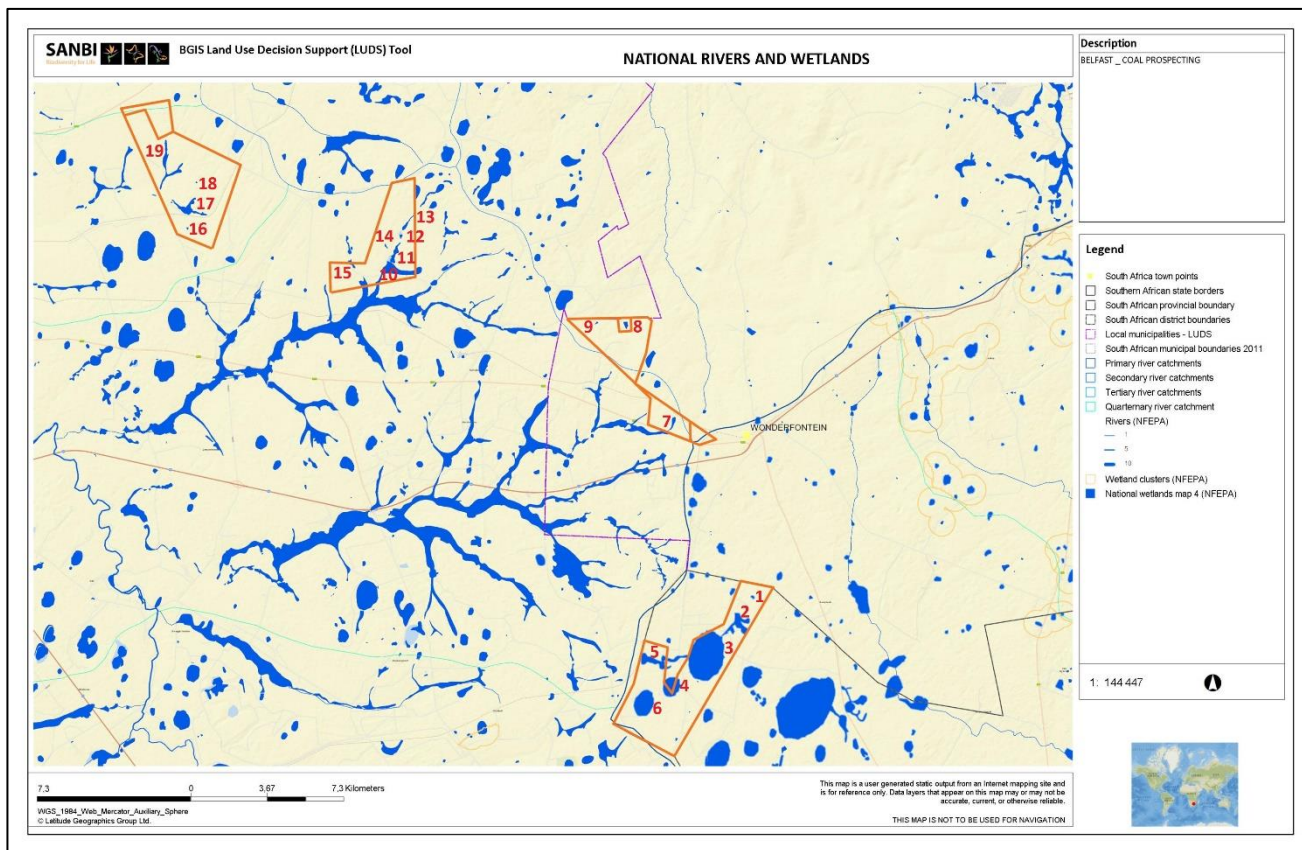 SANBI
Biodiversity for Life
BGIS Land Use Decision Support (LUDS) Tool
NATIONAL RIVERS AND WETLANDS
Description
BELFAST _ COAL PROSPECTING
19
18
17
16
13
14
12
11
15
10
9
8
7
WONDERFONTEIN
1
2
3
5
4
6
Legend
South Africa town points
Southern African state borders
South African provincial boundary
South African district boundaries
Local municipalities - LUDS
South African municipal boundaries 2011
Primary river catchments
Secondary river catchments
Tertiary river catchments
Quarternary river catchment
Rivers (NFEPA)
1
5
10
Wetland clusters (NFEPA)
National wetlands map 4 (NFEPA)
1: 144 447
7.3 0 3.67 7.3 Kilometers
WGS_1984_Web_Mercator_Auxiliary_Sphere
© Latitude Geographics Group Ltd.
This map is a user generated static output from an Internet mapping site and
is for reference only. Data layers that appear on this map may or may not be
accurate, current, or otherwise reliable.
THIS MAP IS NOT TO BE USED FOR NAVIGATION